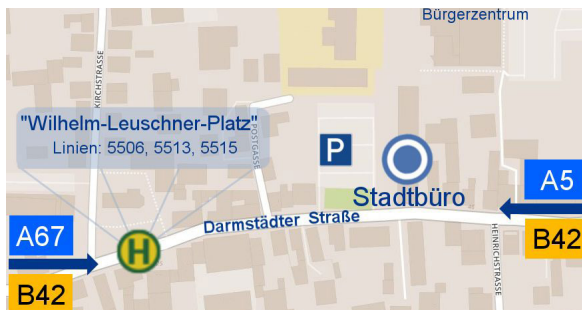 Bürgerzentrum
KIRCHSTRASSE
"Wilhelm-Leuschner-Platz"
Linien: 5506, 5513, 5515
POSTGASSE
P
Stadtbüro
A5
A67
Darmstädter Straße
H
B42
HEINRICHSTRASSE
B42